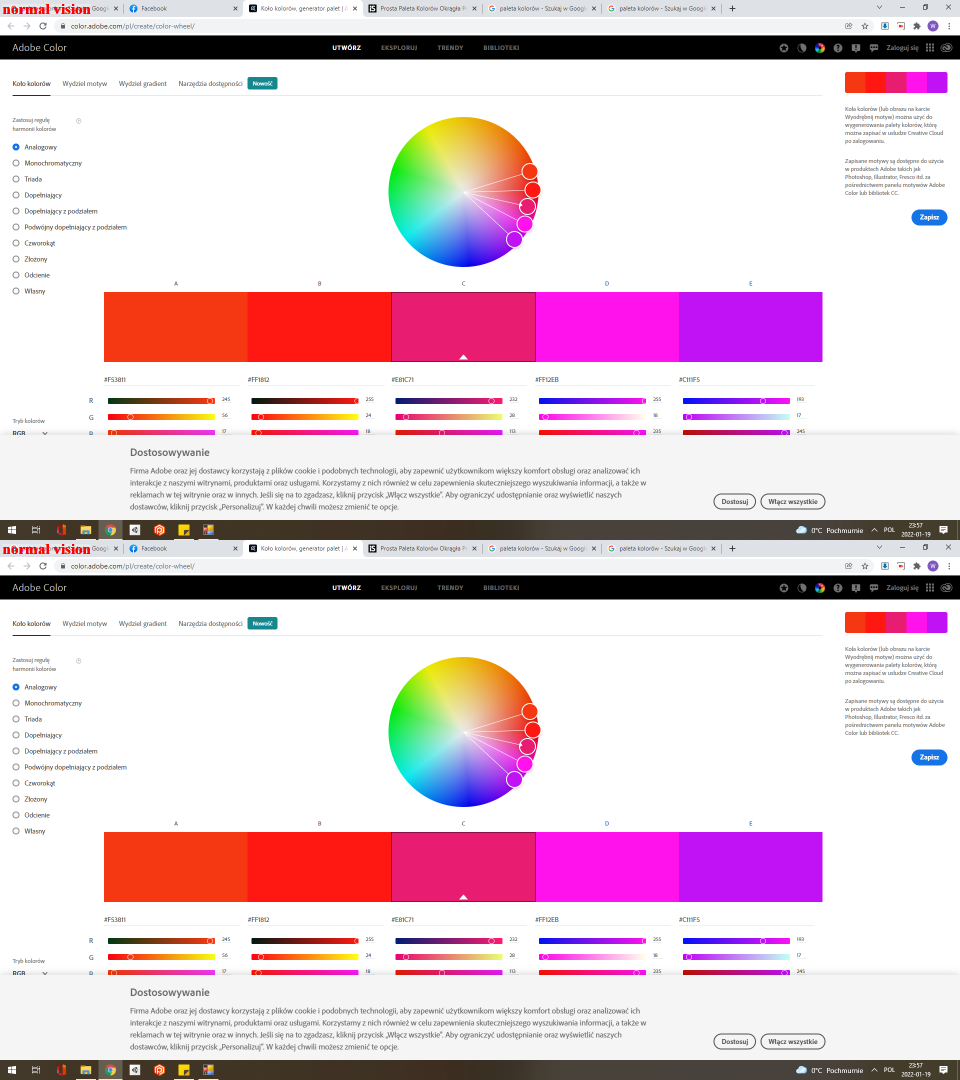 normal vision
Googl
Facebook
Koło kolorów, generator palet | A
Prosta Paleta Kolorów Okrągła P
paleta kolorów - Szukaj w Googl
paleta kolorów - Szukaj w Googl
color.adobe.com/pl/create/color-wheel/
W
Adobe Color
UTWÓRZ
EKSPLORUJ
TRENDY
BIBLIOTEKI
Zaloguj się
Koło kolorów
Wydziel motyw
Wydziel gradient
Narzędzia dostępności
Nowość
Zastosuj regułę
harmonii kolorów
Analogowy
Monochromatyczny
Triada
Dopełniający
Dopełniający z podziałem
Podwójny dopełniający z podziałem
Czworokąt
Złożony
Odcienie
Własny
Koła kolorów (lub obrazu na karcie
Wyodrębnij motyw) można użyć do
wygenerowania palety kolorów, którą
można zapisać w usłudze Creative Cloud
po zalogowaniu.
Zapisane motywy są dostępne do użycia
w produktach Adobe takich jak
Photoshop, Illustrator, Fresco itd. za
pośrednictwem panelu motywów Adobe
Color lub bibliotek CC.
Zapisz
A B C D E
#F53811 #FF1812 #E81C71 #FF12EB #C111F5
R 245 255 232 255 193
G 56 24 28 18 17
Tryb kolorów
RGB B 17 18 113 235 245
Dostosowywanie
Firma Adobe oraz jej dostawcy korzystają z plików cookie i podobnych technologii, aby zapewnić użytkownikom większy komfort obsługi oraz analizować ich
interakcje z naszymi witrynami, produktami oraz usługami. Korzystamy z nich również w celu zapewnienia skuteczniejszego wyszukiwania informacji, a także w
reklamach w tej witrynie oraz w innych. Jeśli się na to zgadzasz, kliknij przycisk „Włącz wszystkie”. Aby ograniczyć udostępnianie oraz wyświetlić naszych
dostawców, kliknij przycisk „Personalizuj”. W każdej chwili możesz zmienić te opcje.
Dostosuj
Włącz wszystkie
0°C Pochmurnie
POL
23:57
2022-01-19
normal vision
Googl
Facebook
Koło kolorów, generator palet | A
Prosta Paleta Kolorów Okrągła P
paleta kolorów - Szukaj w Googl
paleta kolorów - Szukaj w Googl
color.adobe.com/pl/create/color-wheel/
W
Adobe Color
UTWÓRZ
EKSPLORUJ
TRENDY
BIBLIOTEKI
Zaloguj się
Koło kolorów
Wydziel motyw
Wydziel gradient
Narzędzia dostępności
Nowość
Zastosuj regułę
harmonii kolorów
Analogowy
Monochromatyczny
Triada
Dopełniający
Dopełniający z podziałem
Podwójny dopełniający z podziałem
Czworokąt
Złożony
Odcienie
Własny
Koła kolorów (lub obrazu na karcie
Wyodrębnij motyw) można użyć do
wygenerowania palety kolorów, którą
można zapisać w usłudze Creative Cloud
po zalogowaniu.
Zapisane motywy są dostępne do użycia
w produktach Adobe takich jak
Photoshop, Illustrator, Fresco itd. za
pośrednictwem panelu motywów Adobe
Color lub bibliotek CC.
Zapisz
A B C D E
#F53811 #FF1812 #E81C71 #FF12EB #C111F5
R 245 255 232 255 193
G 56 24 28 18 17
Tryb kolorów
RGB B 17 18 113 235 245
Dostosowywanie
Firma Adobe oraz jej dostawcy korzystają z plików cookie i podobnych technologii, aby zapewnić użytkownikom większy komfort obsługi oraz analizować ich
interakcje z naszymi witrynami, produktami oraz usługami. Korzystamy z nich również w celu zapewnienia skuteczniejszego wyszukiwania informacji, a także w
reklamach w tej witrynie oraz w innych. Jeśli się na to zgadzasz, kliknij przycisk „Włącz wszystkie”. Aby ograniczyć udostępnianie oraz wyświetlić naszych
dostawców, kliknij przycisk „Personalizuj”. W każdej chwili możesz zmienić te opcje.
Dostosuj
Włącz wszystkie
0°C Pochmurnie
POL
23:57
2022-01-19